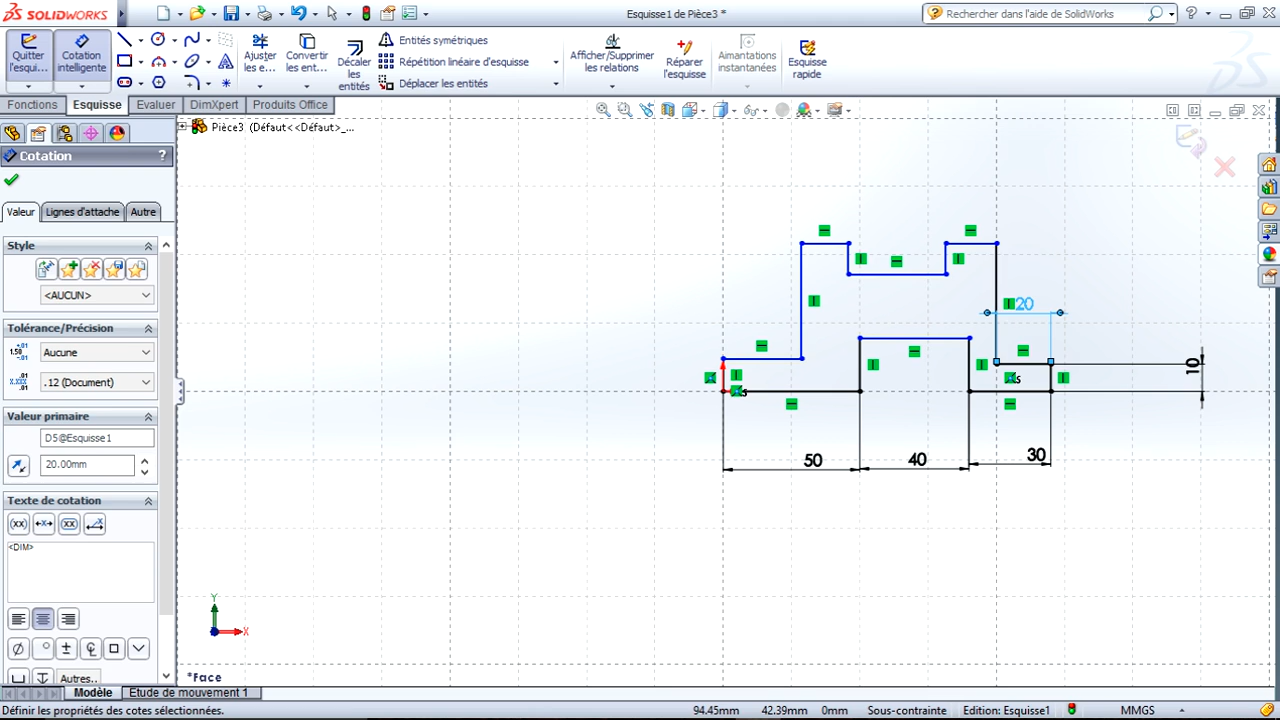 SOLIDWORKS
Esquisse1 de Pièce3 *
Rechercher dans l'aide de SolidWorks
Quitter l'esqui...
Cotation intelligente
Ajuster les e...
Convertir les ent...
Décaler les entités
Entités symétriques
Répétition linéaire d'esquisse
Déplacer les entités
Afficher/Supprimer les relations
Réparer l'esquisse
Aimantations instantanées
Esquisse rapide
Fonctions
Esquisse
Evaluer
DimXpert
Produits Office
Pièce3 (Défaut<<Défaut>_...
Cotation
?
Valeur
Lignes d'attache
Autre
Style
<AUCUN>
Tolérance/Précision
Aucune
.12 (Document)
Valeur primaire
D5@Esquisse1
20.00mm
Texte de cotation
<DIM>
Autres..
20
10
50
40
30
Y
X
*Face
Modèle
Etude de mouvement 1
Définir les propriétés des cotes sélectionnées.
94.45mm
42.39mm
0mm
Sous-contrainte
Edition: Esquisse1
MMGS